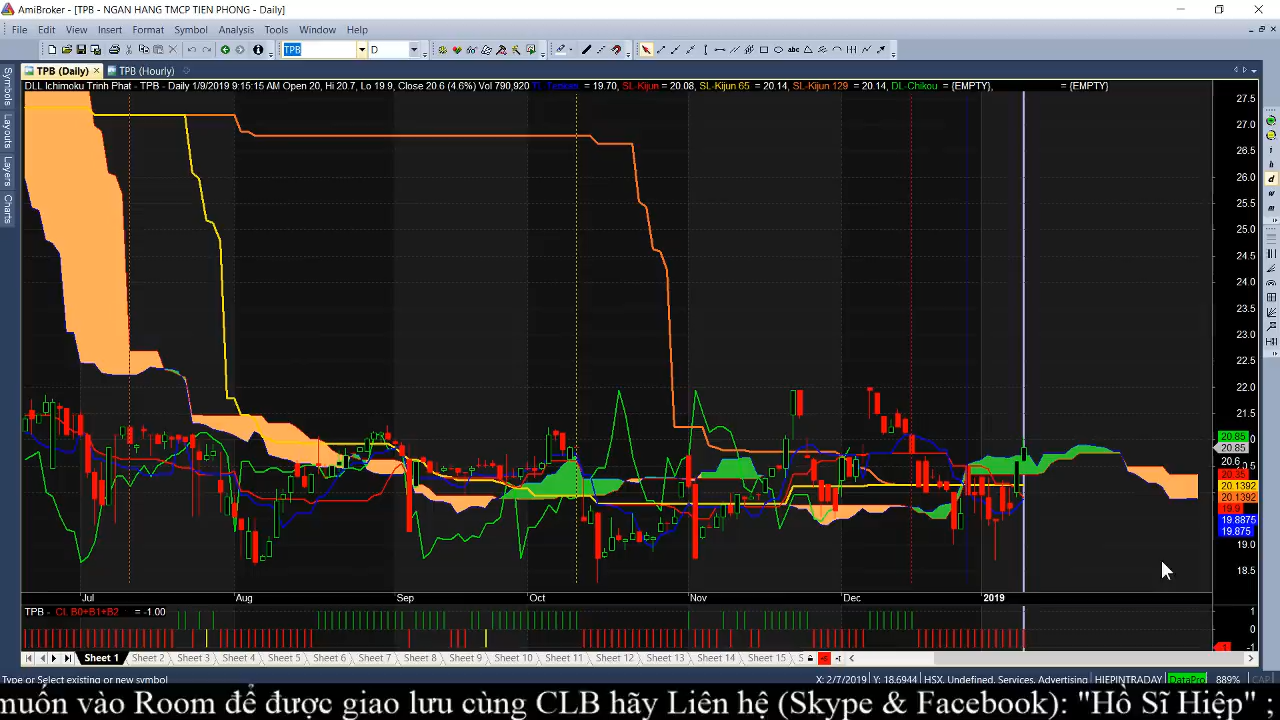 AmiBroker - [TPB - NGAN HANG TMCP TIEN PHONG - Daily]
File Edit View Insert Format Symbol Analysis Tools Window Help
TPB D
TPB (Daily) TPB (Hourly)
DLL Ichimoku Trinh Phat - TPB - Daily 1/9/2019 9:15:15 AM Open 20, Hi 20.7, Lo 19.9, Close 20.6 (4.6%) Vol 790,920 = 19.70, SL-Kijun = 20.08, SL-Kijun 65 = 20.14, SL-Kijun 129 = 20.14, DL-Chikou = {EMPTY}, = {EMPTY}
Symbols
Layouts
Layers
Charts
27.5
27.0
26.5
26.0
25.5
25.0
24.5
24.0
23.5
23.0
22.5
22.0
21.5
20.85
20.85
20.1392
20.1392
19.8875
19.875
19.0
18.5
Jul Aug Sep Oct Nov Dec 2019
TPB - CL B0+B1+B2 = -1.00
1
0
-1
Sheet 1 Sheet 2 Sheet 3 Sheet 4 Sheet 5 Sheet 6 Sheet 7 Sheet 8 Sheet 9 Sheet 10 Sheet 11 Sheet 12 Sheet 13 Sheet 14 Sheet 15 S
Type or Select existing or new symbol X: 2/7/2019 Y: 18.6944 HSX, Undefined, Services, Advertising HIEPINTRADAY DataPro 889% CAP
muốn vào Room để được giao lưu cùng CLB hãy Liên hệ (Skype & Facebook): "Hồ Sĩ Hiệp" ;